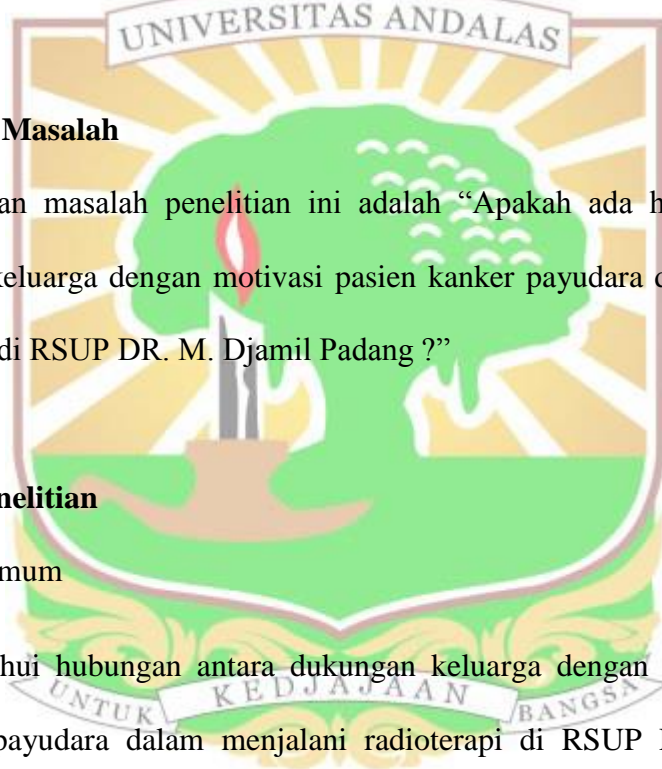 UNIVERSITAS ANDALAS
Masalah
an masalah penelitian ini adalah “Apakah ada h
keluarga dengan motivasi pasien kanker payudara d
di RSUP DR. M. Djamil Padang ?”
nelitian
mum
hui hubungan antara dukungan keluarga dengan
UNTUK KEDJAJAAN BANGSA
payudara dalam menjalani radioterapi di RSUP